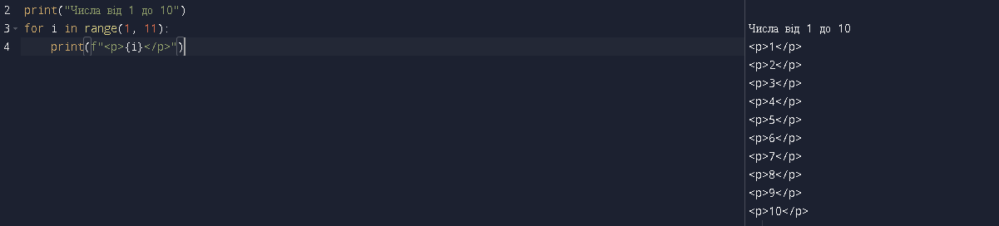 2 print("Числа від 1 до 10")
3 for i in range(1, 11):
4 print(f"<p>{i}</p>")
Числа від 1 до 10
<p>1</p>
<p>2</p>
<p>3</p>
<p>4</p>
<p>5</p>
<p>6</p>
<p>7</p>
<p>8</p>
<p>9</p>
<p>10</p>